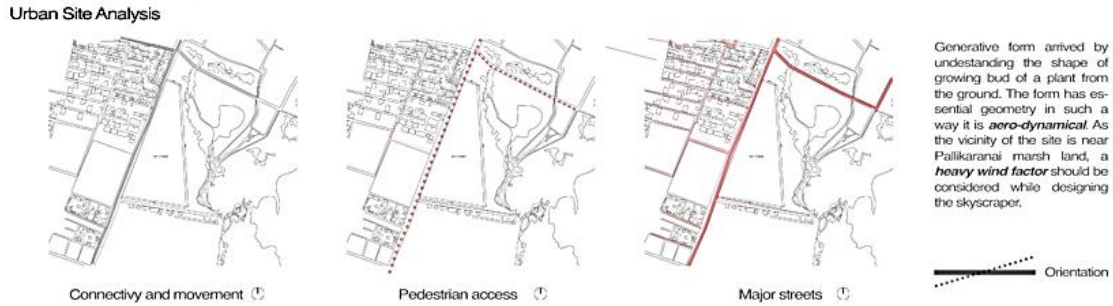 Urban Site Analysis
Generative form arrived by
undestanding the shape of
growing bud of a plant from
the ground. The form has es-
sential geometry in such a
way it is aero-dynamical. As
the vicinity of the site is near
Pallikaranai marsh land, a
heavy wind factor should be
considered while designing
the skyscraper.
Connectivy and movement
Pedestrian access
Major streets
Orientation